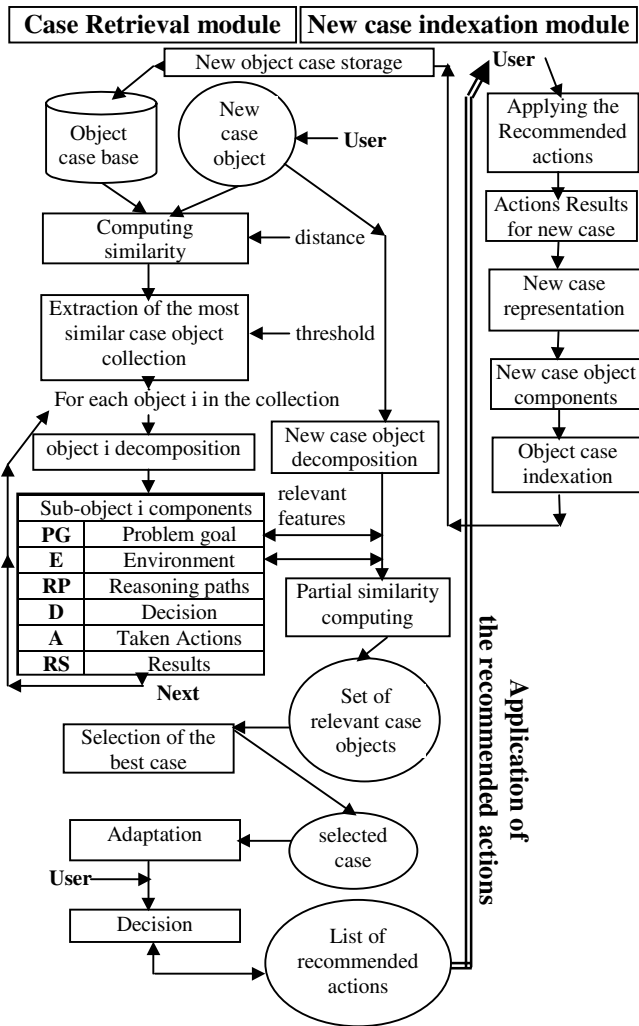 Case Retrieval module
New case indexation module
New object case storage
User
Object
case base
New
case
object
User
Applying the
Recommended
actions
Computing
similarity
distance
Actions Results
for new case
Extraction of the most
similar case object
collection
threshold
New case
representation
For each object i in the collection
New case object
components
object i decomposition
New case object
decomposition
Object case
indexation
Sub-object i components
PG Problem goal
E Environment
RP Reasoning paths
D Decision
A Taken Actions
RS Results
Next
relevant
features
Partial similarity
computing
Set of
relevant case
objects
Selection of the
best case
selected
case
Adaptation
User
Decision
List of
recommended
actions
Application of
the recommended actions